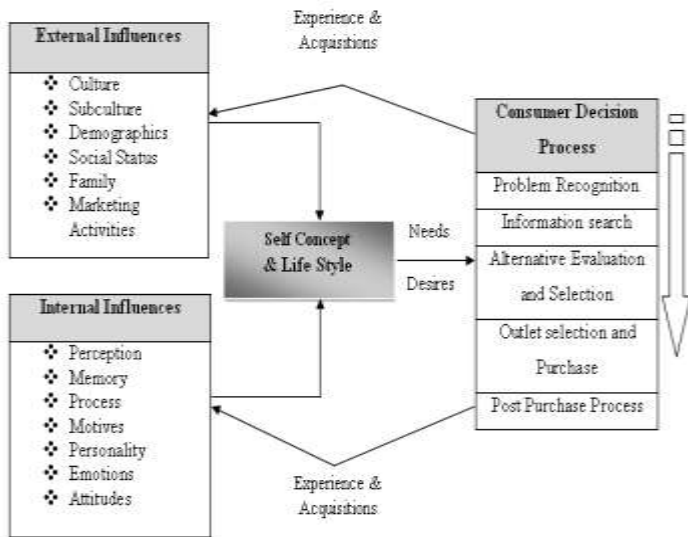 Experience &
Acquisitions
External Influences
Culture
Subculture
Demographics
Social Status
Family
Marketing
Activities
Self Concept
& Life Style
Needs
Desires
Internal Influences
Perception
Memory
Process
Motives
Personality
Emotions
Attitudes
Experience &
Acquisitions
Consumer Decision
Process
Problem Recognition
Information search
Alternative Evaluation
and Selection
Outlet selection and
Purchase
Post Purchase Process